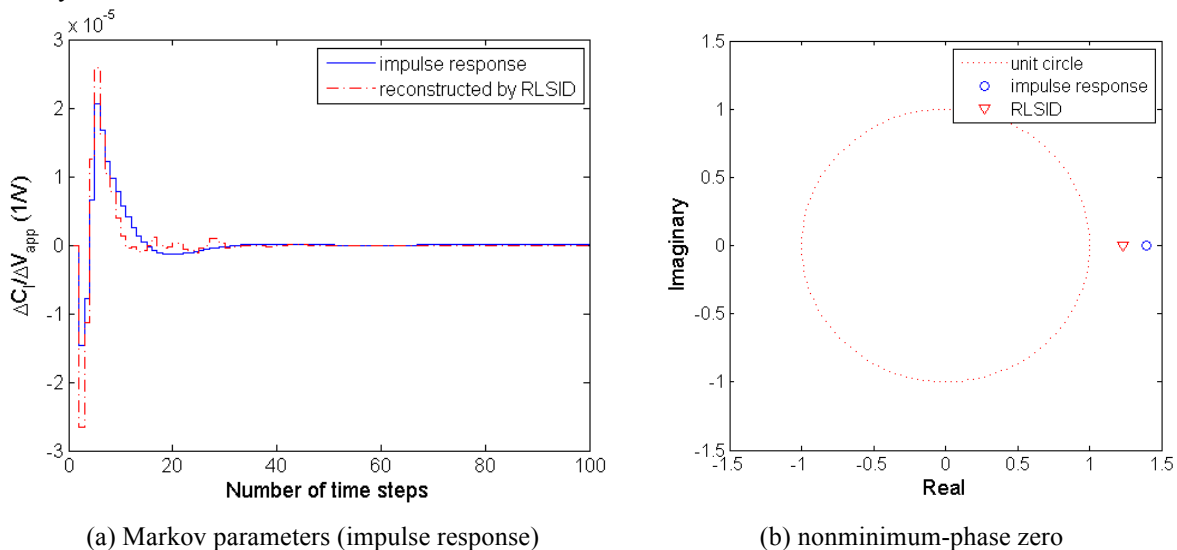 x 10⁻⁵
3
2
1
0
-1
-2
-3
0
20
40
60
80
100
ΔC_l/ΔV_app (1/V)
Number of time steps
impulse response
reconstructed by RLSID
(a) Markov parameters (impulse response)
1.5
1
0.5
0
-0.5
-1
-1.5
-1.5
-1
-0.5
0
0.5
1
1.5
Imaginary
Real
unit circle
impulse response
RLSID
(b) nonminimum-phase zero